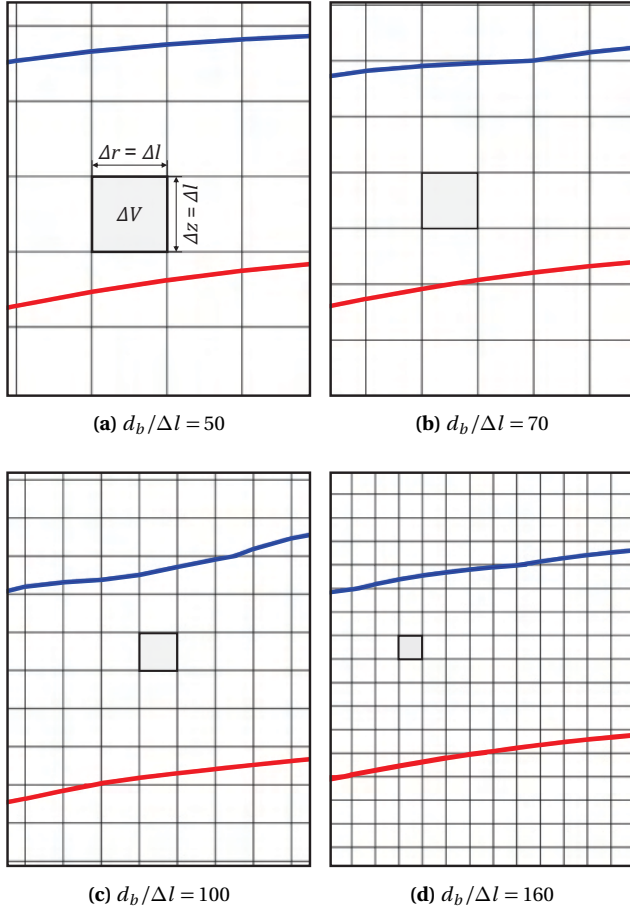 Δr = Δl
ΔV
Δz = Δl
(a) d_b/Δl = 50
(b) d_b/Δl = 70
(c) d_b/Δl = 100
(d) d_b/Δl = 160